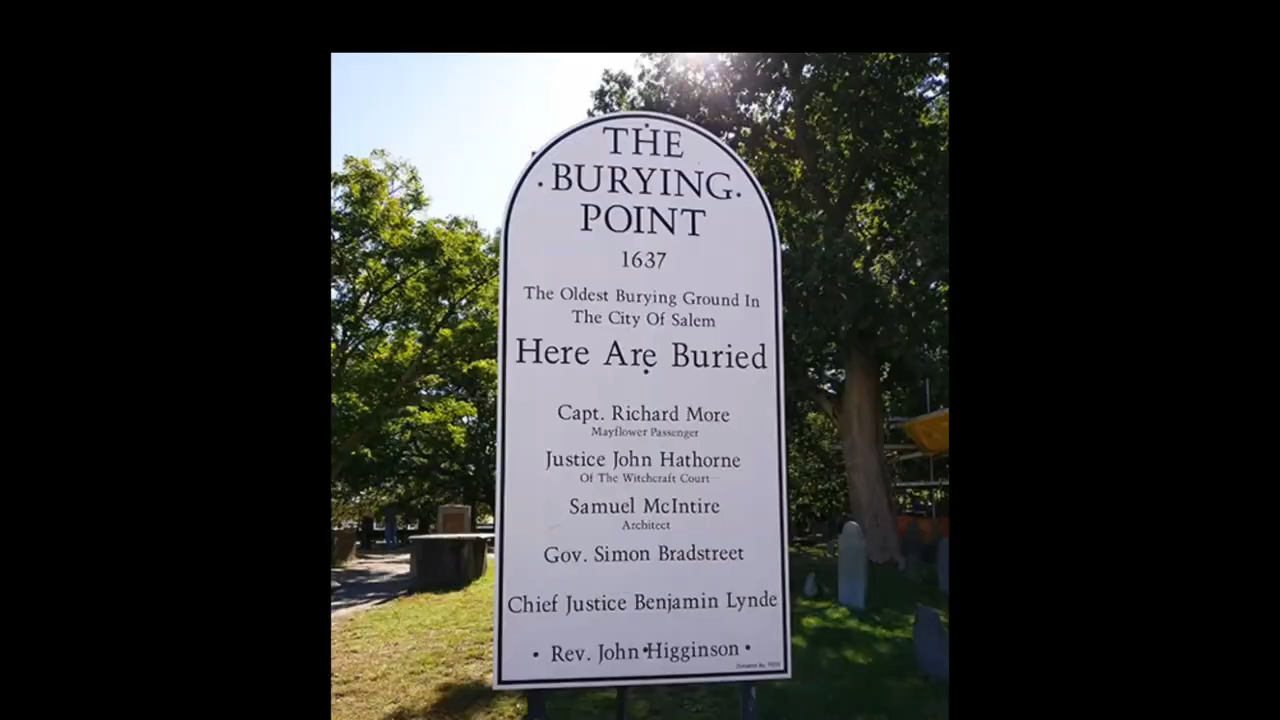 THE
· BURYING ·
POINT
1637
The Oldest Burying Ground In
The City Of Salem
Here Are Buried
Capt. Richard More
Mayflower Passenger
Justice John Hathorne
Of The Witchcraft Court
Samuel McIntire
Architect
Gov. Simon Bradstreet
Chief Justice Benjamin Lynde
· Rev. John Higginson ·